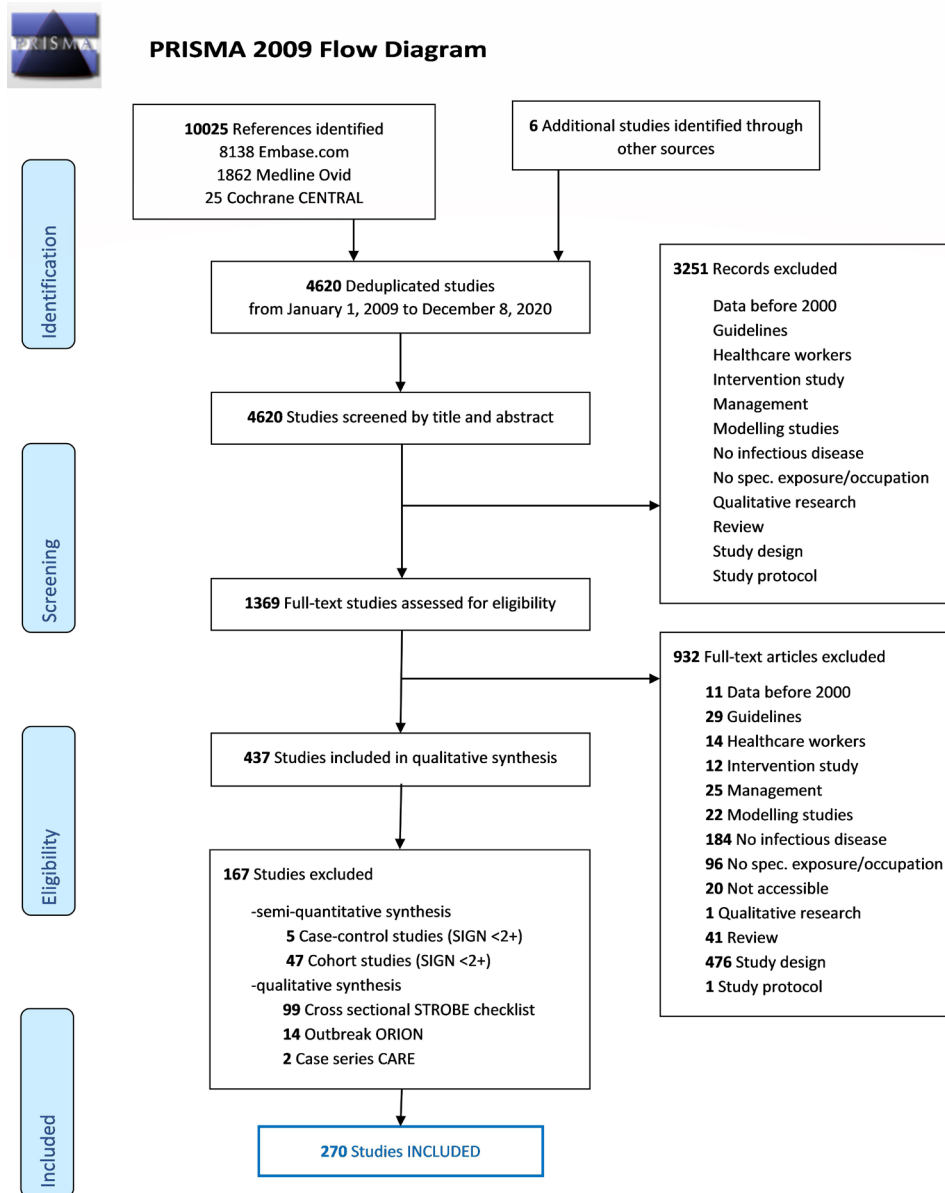 PRISMA
PRISMA 2009 Flow Diagram
10025 References identified
8138 Embase.com
1862 Medline Ovid
25 Cochrane CENTRAL
6 Additional studies identified through
other sources
Identification
4620 Deduplicated studies
from January 1, 2009 to December 8, 2020
3251 Records excluded
Data before 2000
Guidelines
Healthcare workers
Intervention study
Management
Modelling studies
No infectious disease
No spec. exposure/occupation
Qualitative research
Review
Study design
Study protocol
4620 Studies screened by title and abstract
Screening
1369 Full-text studies assessed for eligibility
932 Full-text articles excluded
11 Data before 2000
29 Guidelines
14 Healthcare workers
12 Intervention study
25 Management
22 Modelling studies
184 No infectious disease
96 No spec. exposure/occupation
20 Not accessible
1 Qualitative research
41 Review
476 Study design
1 Study protocol
437 Studies included in qualitative synthesis
Eligibility
167 Studies excluded
-semi-quantitative synthesis
5 Case-control studies (SIGN <2+)
47 Cohort studies (SIGN <2+)
-qualitative synthesis
99 Cross sectional STROBE checklist
14 Outbreak ORION
2 Case series CARE
Included
270 Studies INCLUDED